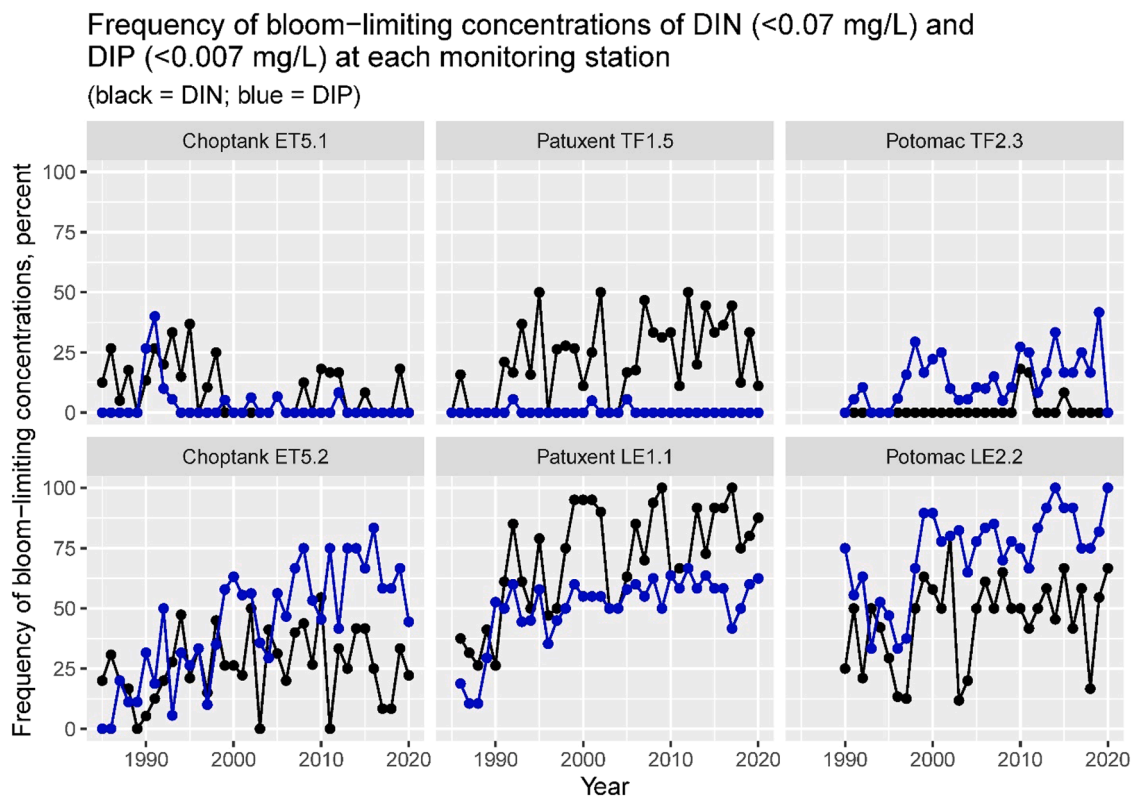 Frequency of bloom−limiting concentrations of DIN (<0.07 mg/L) and
DIP (<0.007 mg/L) at each monitoring station
(black = DIN; blue = DIP)
Choptank ET5.1
Patuxent TF1.5
Potomac TF2.3
100
75
50
25
0
Choptank ET5.2
Patuxent LE1.1
Potomac LE2.2
100
75
50
25
0
Frequency of bloom−limiting concentrations, percent
1990
2000
2010
2020
1990
2000
2010
2020
1990
2000
2010
2020
Year